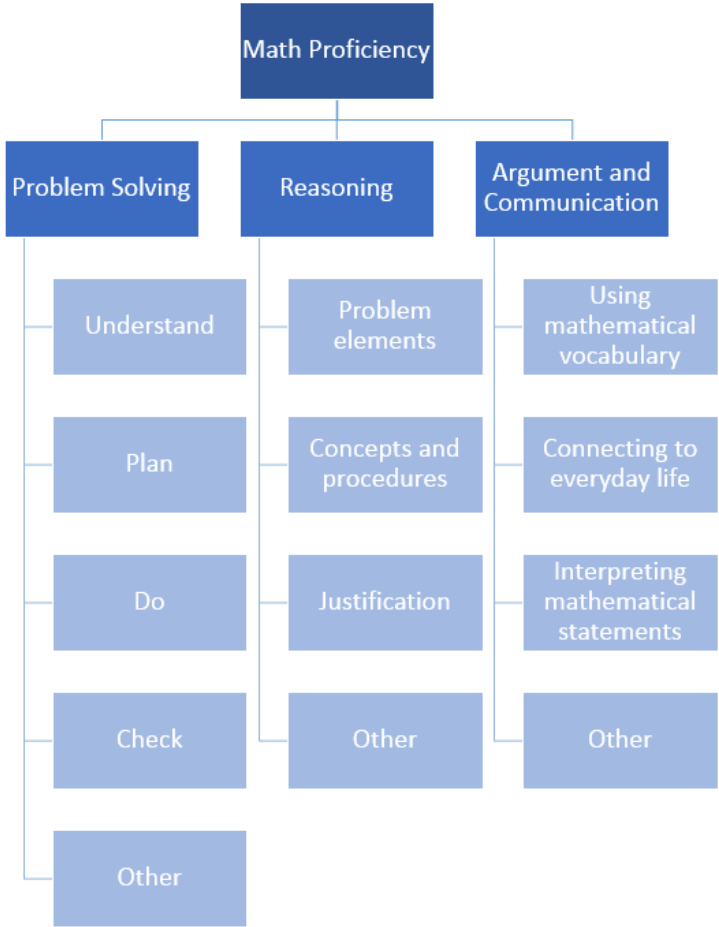 Math Proficiency
Problem Solving
Understand
Plan
Do
Check
Other
Reasoning
Problem
elements
Concepts and
procedures
Justification
Other
Argument and
Communication
Using
mathematical
vocabulary
Connecting to
everyday life
Interpreting
mathematical
statements
Other